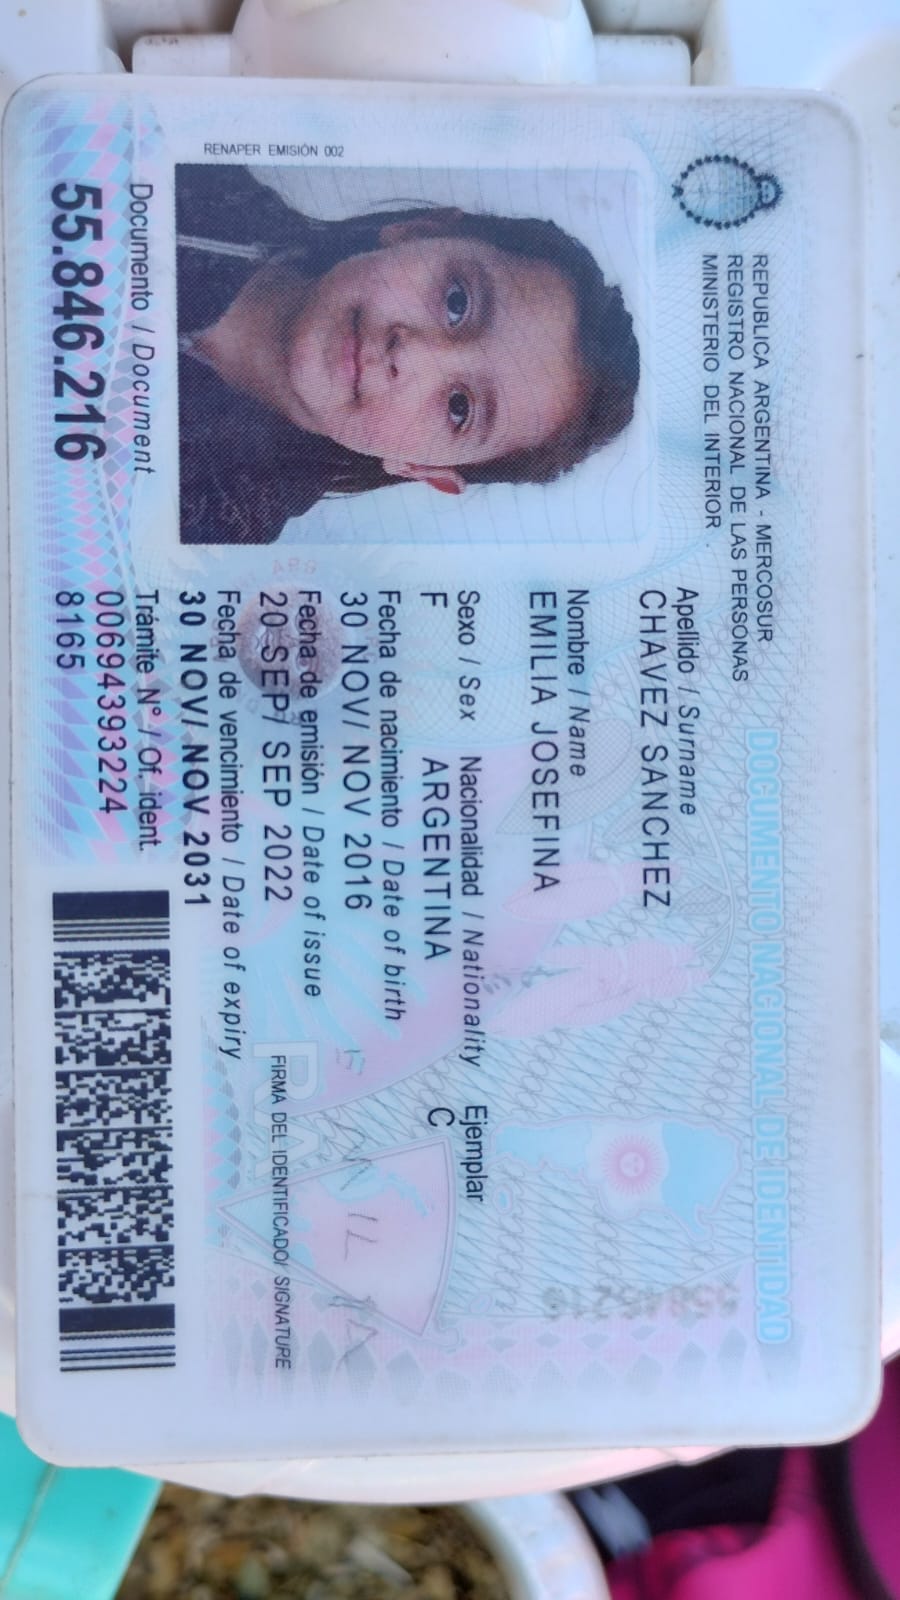 REPUBLICA ARGENTINA - MERCOSUR
REGISTRO NACIONAL DE LAS PERSONAS
MINISTERIO DEL INTERIOR
DOCUMENTO NACIONAL DE IDENTIDAD
Apellido / Surname
CHAVEZ SANCHEZ
Nombre / Name
EMILIA JOSEFINA
Sexo / Sex Nacionalidad / Nationality Ejemplar
F ARGENTINA C
Fecha de nacimiento / Date of birth
30 NOV/ NOV 2016
Fecha de emisión / Date of issue
20 SEP/ SEP 2022
Fecha de vencimiento / Date of expiry
30 NOV/ NOV 2031
EMILIA
RA
FIRMA DEL IDENTIFICADO/ SIGNATURE
RENAPER EMISIÓN 002
Documento / Document
55.846.216
Trámite N° / Of. ident.
00694393224
8165